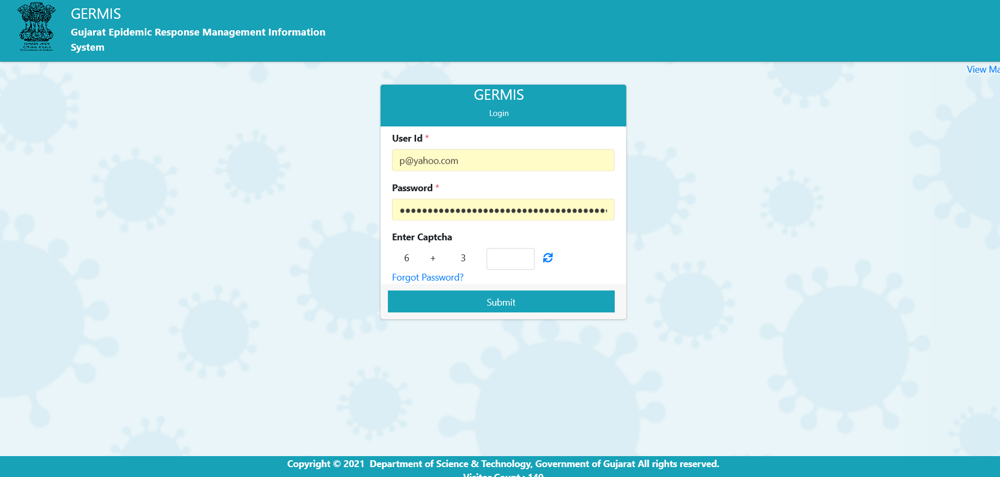 GERMIS
Gujarat Epidemic Response Management Information
System
View Ma
GERMIS
Login
User Id *
p@yahoo.com
Password *
Enter Captcha
6 + 3
Forgot Password?
Submit
Copyright © 2021 Department of Science & Technology, Government of Gujarat All rights reserved.
Visitor Count : 140